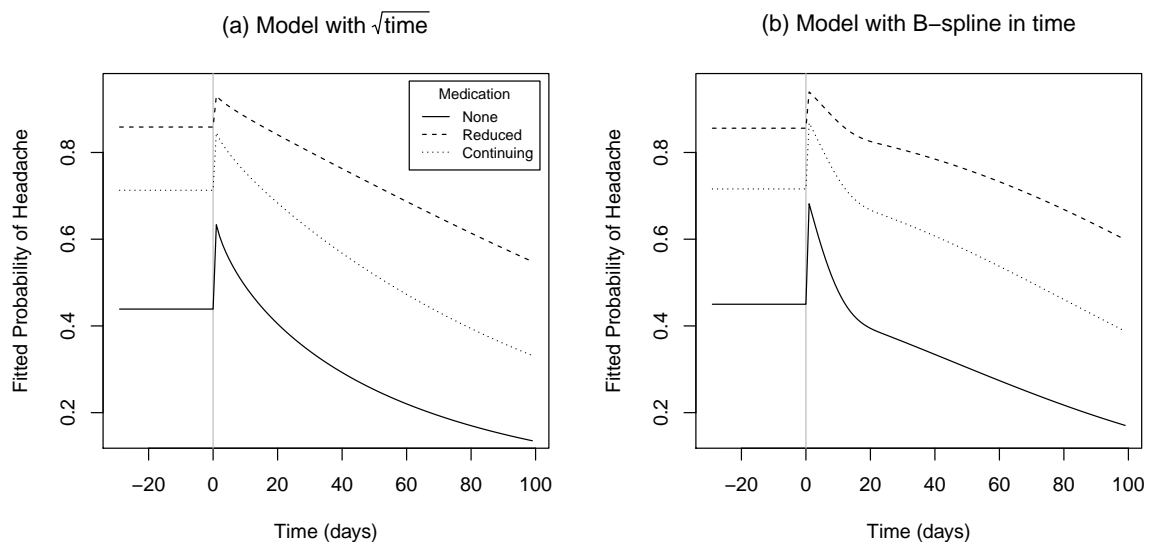 (a) Model with √time
Fitted Probability of Headache
0.2
0.4
0.6
0.8
Medication
None
Reduced
Continuing
−20 0 20 40 60 80 100
Time (days)
(b) Model with B−spline in time
Fitted Probability of Headache
0.2
0.4
0.6
0.8
−20 0 20 40 60 80 100
Time (days)